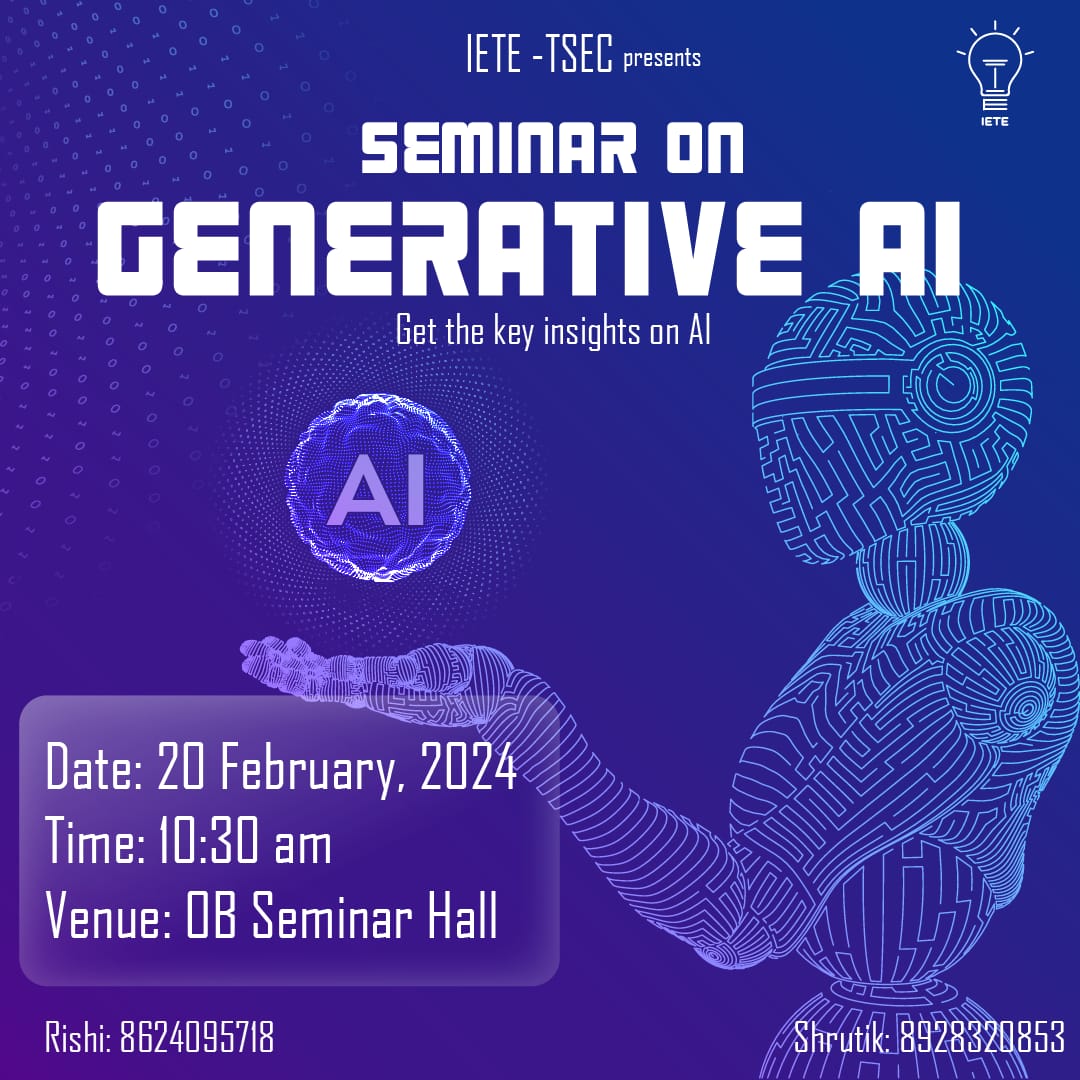 IETE -TSEC presents
IETE
SEMINAR ON
GENERATIVE AI
Get the key insights on AI
AI
Date: 20 February, 2024
Time: 10:30 am
Venue: OB Seminar Hall
Rishi: 8624095718
Shrutik: 8928320853